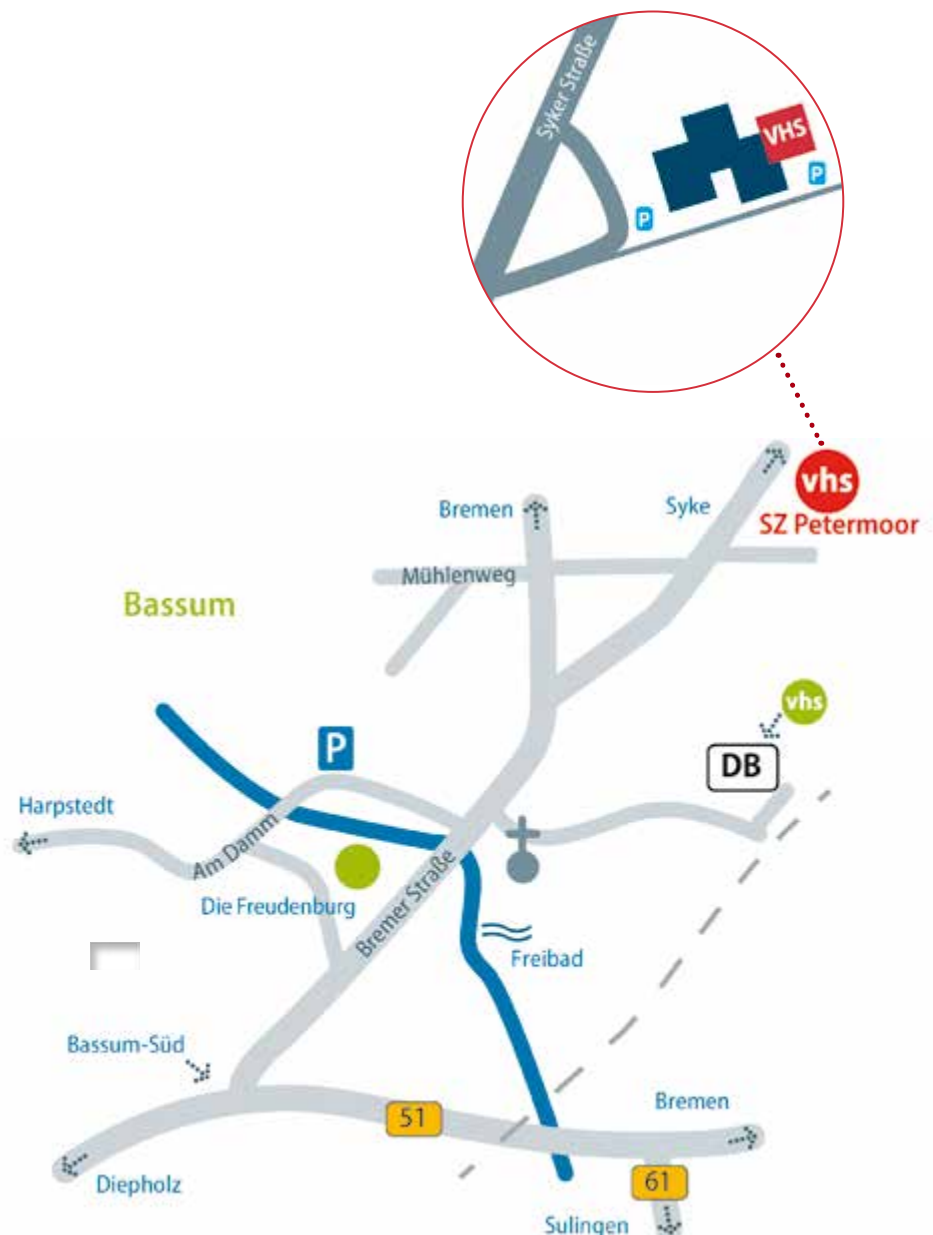 Syker Straße
VHS
P
P
vhs
SZ Petermoor
Bremen
Syke
Mühlenweg
Bassum
vhs
P
DB
Harpstedt
Am Damm
Die Freudenburg
Bremer Straße
Freibad
Bassum-Süd
51
Bremen
Diepholz
61
Sulingen